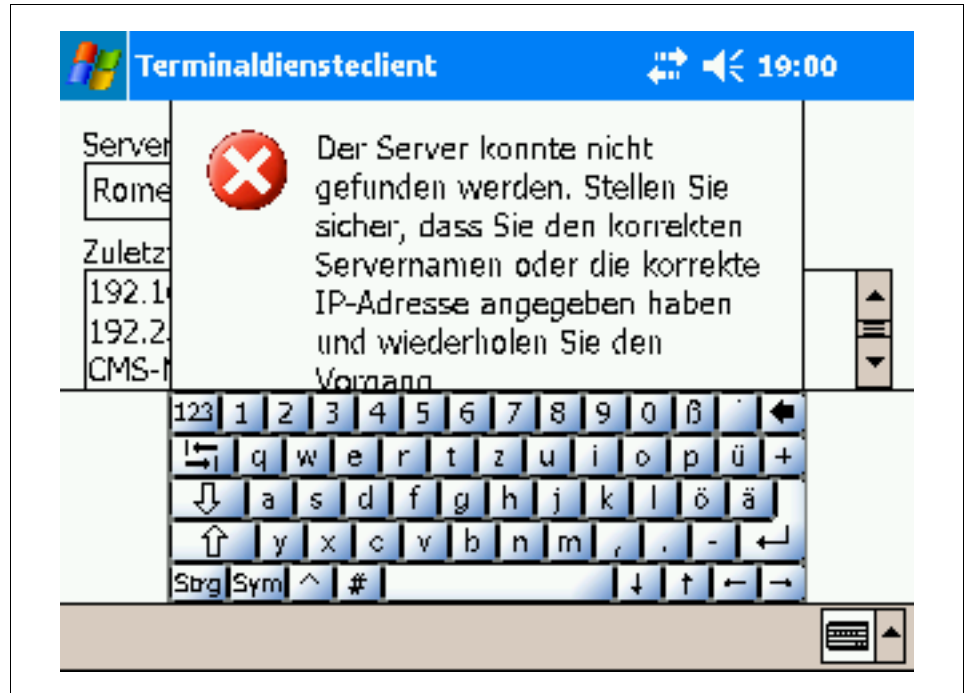 Terminaldiensteclient 19:00
Server
Rome
Der Server konnte nicht
gefunden werden. Stellen Sie
sicher, dass Sie den korrekten
Servernamen oder die korrekte
IP-Adresse angegeben haben
und wiederholen Sie den
Vorgang
Zuletzt
192.1
192.2.
CMS-
123 1 2 3 4 5 6 7 8 9 0 ß ´
q w e r t z u i o p ü +
a s d f g h j k l ö ä
y x c v b n m , . -
Strg Sym ^ #